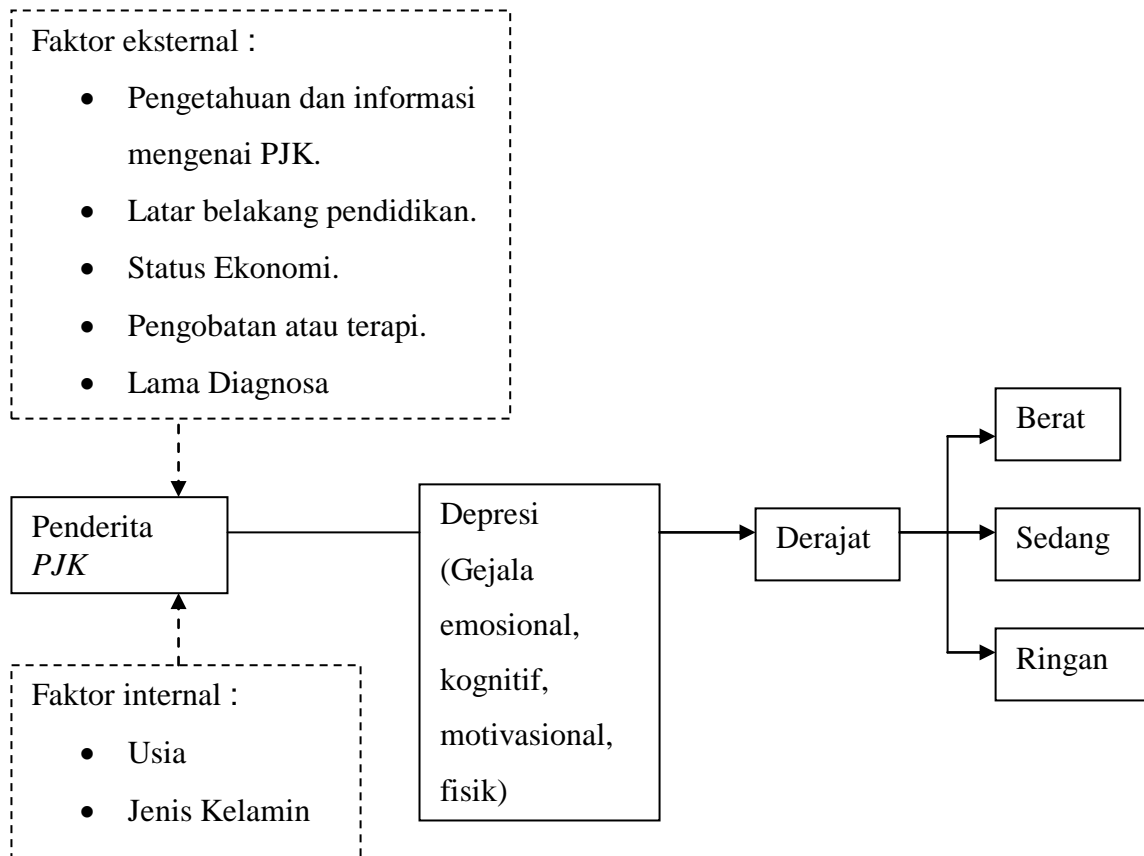 Faktor eksternal :
• Pengetahuan dan informasi
mengenai PJK.
• Latar belakang pendidikan.
• Status Ekonomi.
• Pengobatan atau terapi.
• Lama Diagnosa
Penderita
PJK
Faktor internal :
• Usia
• Jenis Kelamin
Depresi
(Gejala
emosional,
kognitif,
motivasional,
fisik)
Derajat
Berat
Sedang
Ringan